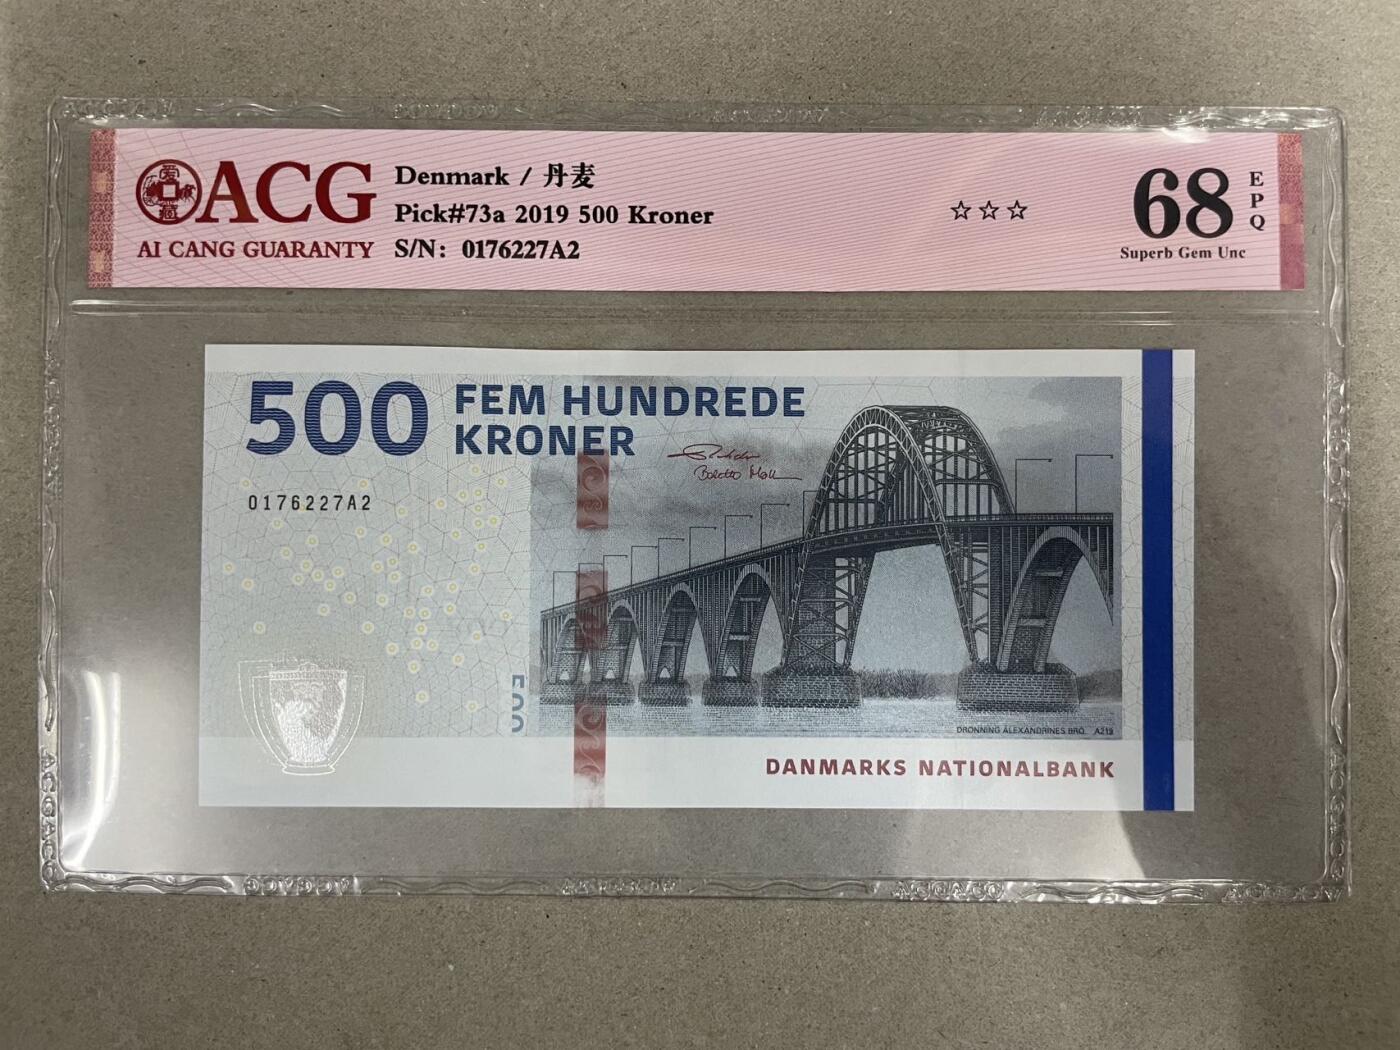 ACG
AI CANG GUARANTY
Denmark / 丹麦
Pick#73a 2019 500 Kroner
S/N: 0176227A2
☆☆☆
68
EPQ
Superb Gem Unc
500 FEM HUNDREDE
KRONER
0176227A2
500
DRONNING ALEXANDRINES BRO. A219
DANMARKS NATIONALBANK